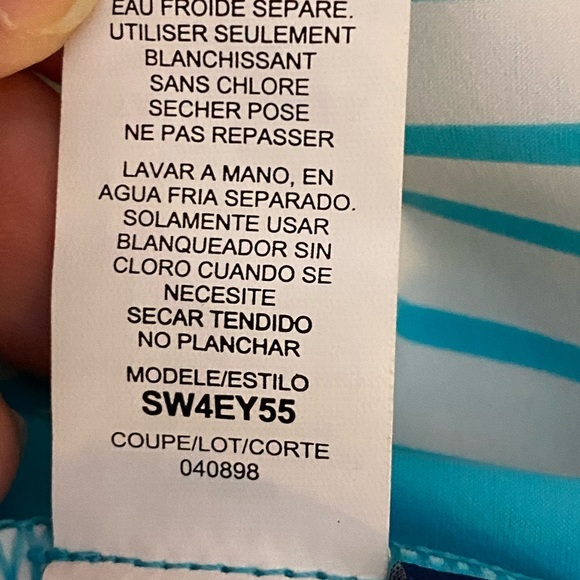 EAU FROIDE SEPARE.
UTILISER SEULEMENT
BLANCHISSANT
SANS CHLORE
SECHER POSE
NE PAS REPASSER
LAVAR A MANO, EN
AGUA FRIA SEPARADO.
SOLAMENTE USAR
BLANQUEADOR SIN
CLORO CUANDO SE
NECESITE
SECAR TENDIDO
NO PLANCHAR
MODELE/ESTILO
SW4EY55
COUPE/LOT/CORTE
040898